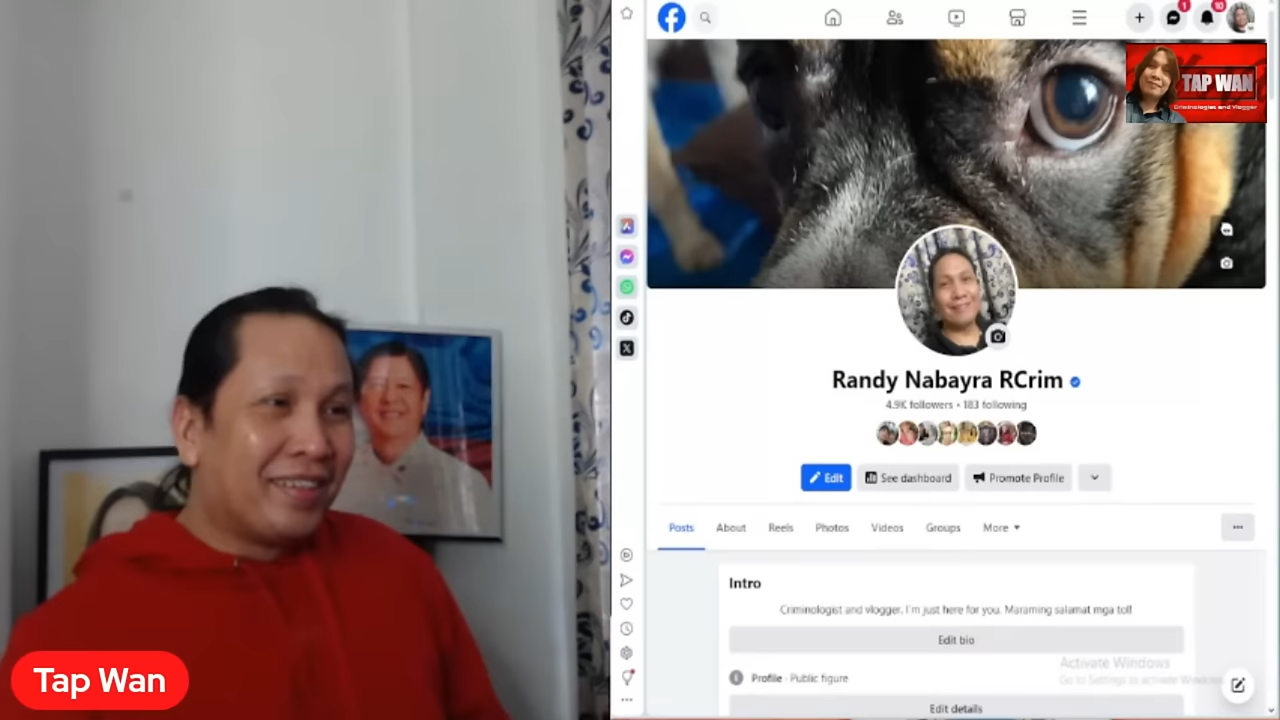 Tap Wan
1
10
TAP WAN
Criminologist and Vlogger
Randy Nabayra RCrim
4.9K followers • 183 following
Edit
See dashboard
Promote Profile
Posts
About
Reels
Photos
Videos
Groups
More
Intro
Criminologist and vlogger. I'm just here for you. Maraming salamat mga tol!
Edit bio
Profile · Public figure
Activate Windows
Go to Settings to activate Windows.
Edit details